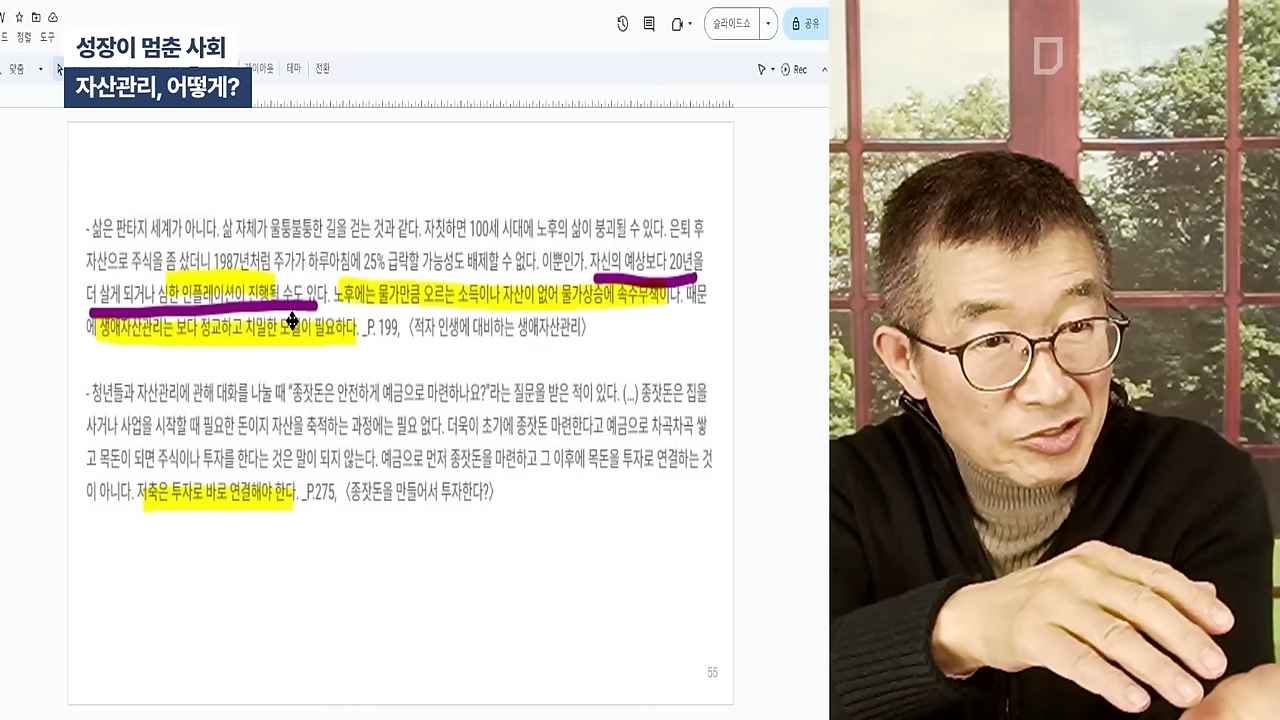 성장이 멈춘 사회
자산관리, 어떻게?
정렬 도구
슬라이드쇼
공유
맞춤
테마
전환
Rec
- 삶은 판타지 세계가 아니다. 삶 자체가 울퉁불퉁한 길을 걷는 것과 같다. 자칫하면 100세 시대에 노후의 삶이 붕괴될 수 있다. 은퇴 후
자산으로 주식을 좀 샀더니 1987년처럼 주가가 하루아침에 25% 급락할 가능성도 배제할 수 없다. 이뿐인가. 자신의 예상보다 20년을
더 살게 되거나 심한 인플레이션이 진행될 수도 있다. 노후에는 물가만큼 오르는 소득이나 자산이 없어 물가상승에 속수무책이다. 때문
에 생애자산관리는 보다 정교하고 치밀한 이 필요하다. _P. 199, 〈적자 인생에 대비하는 생애자산관리〉
- 청년들과 자산관리에 관해 대화를 나눌 때 "종잣돈은 안전하게 예금으로 마련하나요?"라는 질문을 받은 적이 있다. (...) 종잣돈은 집을
사거나 사업을 시작할 때 필요한 돈이지 자산을 축적하는 과정에는 필요 없다. 더욱이 초기에 종잣돈 마련한다고 예금으로 차곡차곡 쌓
고 목돈이 되면 주식이나 투자를 한다는 것은 말이 되지 않는다. 예금으로 먼저 종잣돈을 마련하고 그 이후에 목돈을 투자로 연결하는 것
이 아니다. 저축은 투자로 바로 연결해야 한다. _P.275, 〈종잣돈을 만들어서 투자한다?〉
55